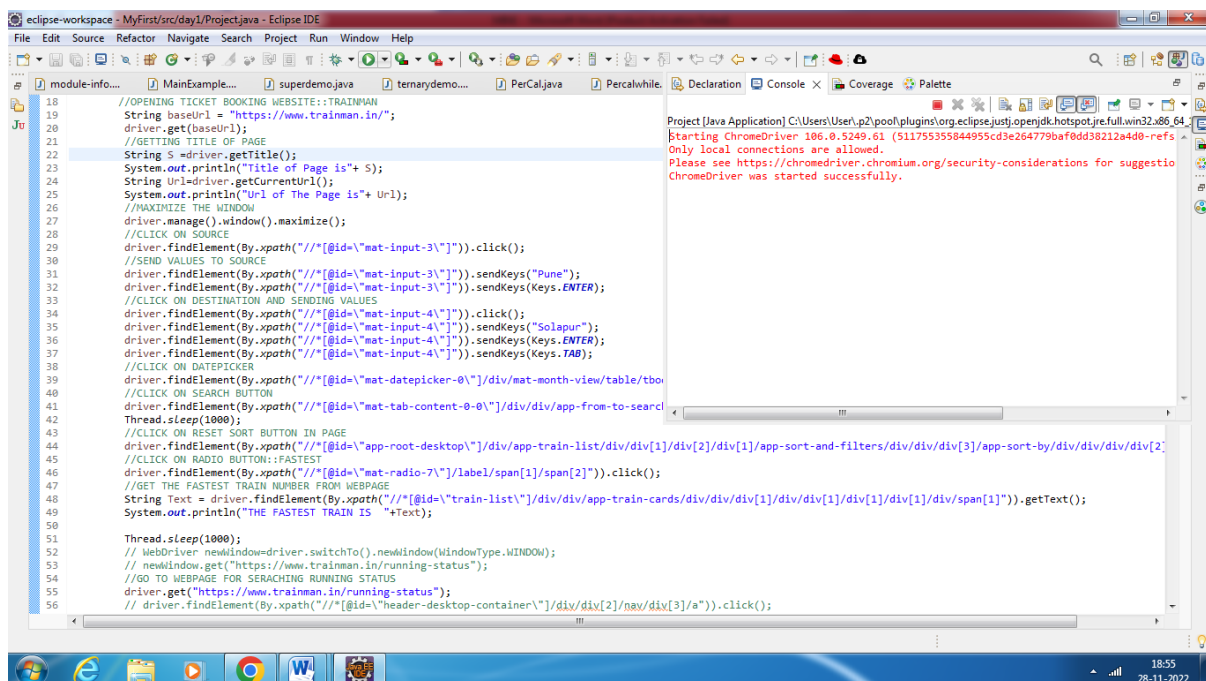 eclipse-workspace - MyFirst/src/day1/Project.java - Eclipse IDE
File Edit Source Refactor Navigate Search Project Run Window Help
module-info.... MainExample.... superdemo.java ternarydemo.... PerCal.java Percalwhile.
Declaration Console Coverage Palette
Project [Java Application] C:\Users\User\.p2\pool\plugins\org.eclipse.justj.openjdk.hotspot.jre.full.win32.x86_64_
Starting ChromeDriver 106.0.5249.61 (511755355844955cd3e264779baf0dd38212a4d0-refs
Only local connections are allowed.
Please see https://chromedriver.chromium.org/security-considerations for suggestio
ChromeDriver was started successfully.
18 //OPENING TICKET BOOKING WEBSITE::TRAINMAN
19 String baseUrl = "https://www.trainman.in/";
20 driver.get(baseUrl);
21 //GETTING TITLE OF PAGE
22 String S =driver.getTitle();
23 System.out.println("Title of Page is"+ S);
24 String Url=driver.getCurrentUrl();
25 System.out.println("Url of The Page is"+ Url);
26 //MAXIMIZE THE WINDOW
27 driver.manage().window().maximize();
28 //CLICK ON SOURCE
29 driver.findElement(By.xpath("//*[@id=\"mat-input-3\"]")).click();
30 //SEND VALUES TO SOURCE
31 driver.findElement(By.xpath("//*[@id=\"mat-input-3\"]")).sendKeys("Pune");
32 driver.findElement(By.xpath("//*[@id=\"mat-input-3\"]")).sendKeys(Keys.ENTER);
33 //CLICK ON DESTINATION AND SENDING VALUES
34 driver.findElement(By.xpath("//*[@id=\"mat-input-4\"]")).click();
35 driver.findElement(By.xpath("//*[@id=\"mat-input-4\"]")).sendKeys("Solapur");
36 driver.findElement(By.xpath("//*[@id=\"mat-input-4\"]")).sendKeys(Keys.ENTER);
37 driver.findElement(By.xpath("//*[@id=\"mat-input-4\"]")).sendKeys(Keys.TAB);
38 //CLICK ON DATEPICKER
39 driver.findElement(By.xpath("//*[@id=\"mat-datepicker-0\"]/div/mat-month-view/table/tbo
40 //CLICK ON SEARCH BUTTON
41 driver.findElement(By.xpath("//*[@id=\"mat-tab-content-0-0\"]/div/div/app-from-to-searc
42 Thread.sleep(1000);
43 //CLICK ON RESET SORT BUTTON IN PAGE
44 driver.findElement(By.xpath("//*[@id=\"app-root-desktop\"]/div/app-train-list/div/div[1]/div[2]/div[1]/app-sort-and-filters/div/div/div[3]/app-sort-by/div/div/div/div[2]
45 //CLICK ON RADIO BUTTON::FASTEST
46 driver.findElement(By.xpath("//*[@id=\"mat-radio-7\"]/label/span[1]/span[2]")).click();
47 //GET THE FASTEST TRAIN NUMBER FROM WEBPAGE
48 String Text = driver.findElement(By.xpath("//*[@id=\"train-list\"]/div/div/app-train-cards/div/div/div[1]/div/div[1]/div[1]/div[1]/div/span[1]")).getText();
49 System.out.println("THE FASTEST TRAIN IS  "+Text);
50
51 Thread.sleep(1000);
52 // WebDriver newWindow=driver.switchTo().newWindow(WindowType.WINDOW);
53 // newWindow.get("https://www.trainman.in/running-status");
54 //GO TO WEBPAGE FOR SERACHING RUNNING STATUS
55 driver.get("https://www.trainman.in/running-status");
56 // driver.findElement(By.xpath("//*[@id=\"header-desktop-container\"]/div/div[2]/nav/div[3]/a")).click();
18:55
28-11-2022